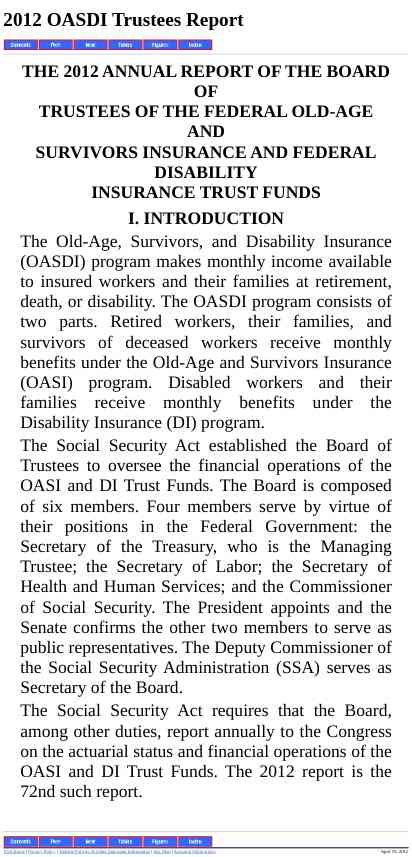 2012 OASDI Trustees Report
Contents Prev Next Tables Figures Index
THE 2012 ANNUAL REPORT OF THE BOARD
OF
TRUSTEES OF THE FEDERAL OLD-AGE
AND
SURVIVORS INSURANCE AND FEDERAL
DISABILITY
INSURANCE TRUST FUNDS
I. INTRODUCTION
The Old-Age, Survivors, and Disability Insurance
(OASDI) program makes monthly income available
to insured workers and their families at retirement,
death, or disability. The OASDI program consists of
two parts. Retired workers, their families, and
survivors of deceased workers receive monthly
benefits under the Old-Age and Survivors Insurance
(OASI) program. Disabled workers and their
families receive monthly benefits under the
Disability Insurance (DI) program.
The Social Security Act established the Board of
Trustees to oversee the financial operations of the
OASI and DI Trust Funds. The Board is composed
of six members. Four members serve by virtue of
their positions in the Federal Government: the
Secretary of the Treasury, who is the Managing
Trustee; the Secretary of Labor; the Secretary of
Health and Human Services; and the Commissioner
of Social Security. The President appoints and the
Senate confirms the other two members to serve as
public representatives. The Deputy Commissioner of
the Social Security Administration (SSA) serves as
Secretary of the Board.
The Social Security Act requires that the Board,
among other duties, report annually to the Congress
on the actuarial status and financial operations of the
OASI and DI Trust Funds. The 2012 report is the
72nd such report.
Contents Prev Next Tables Figures Index